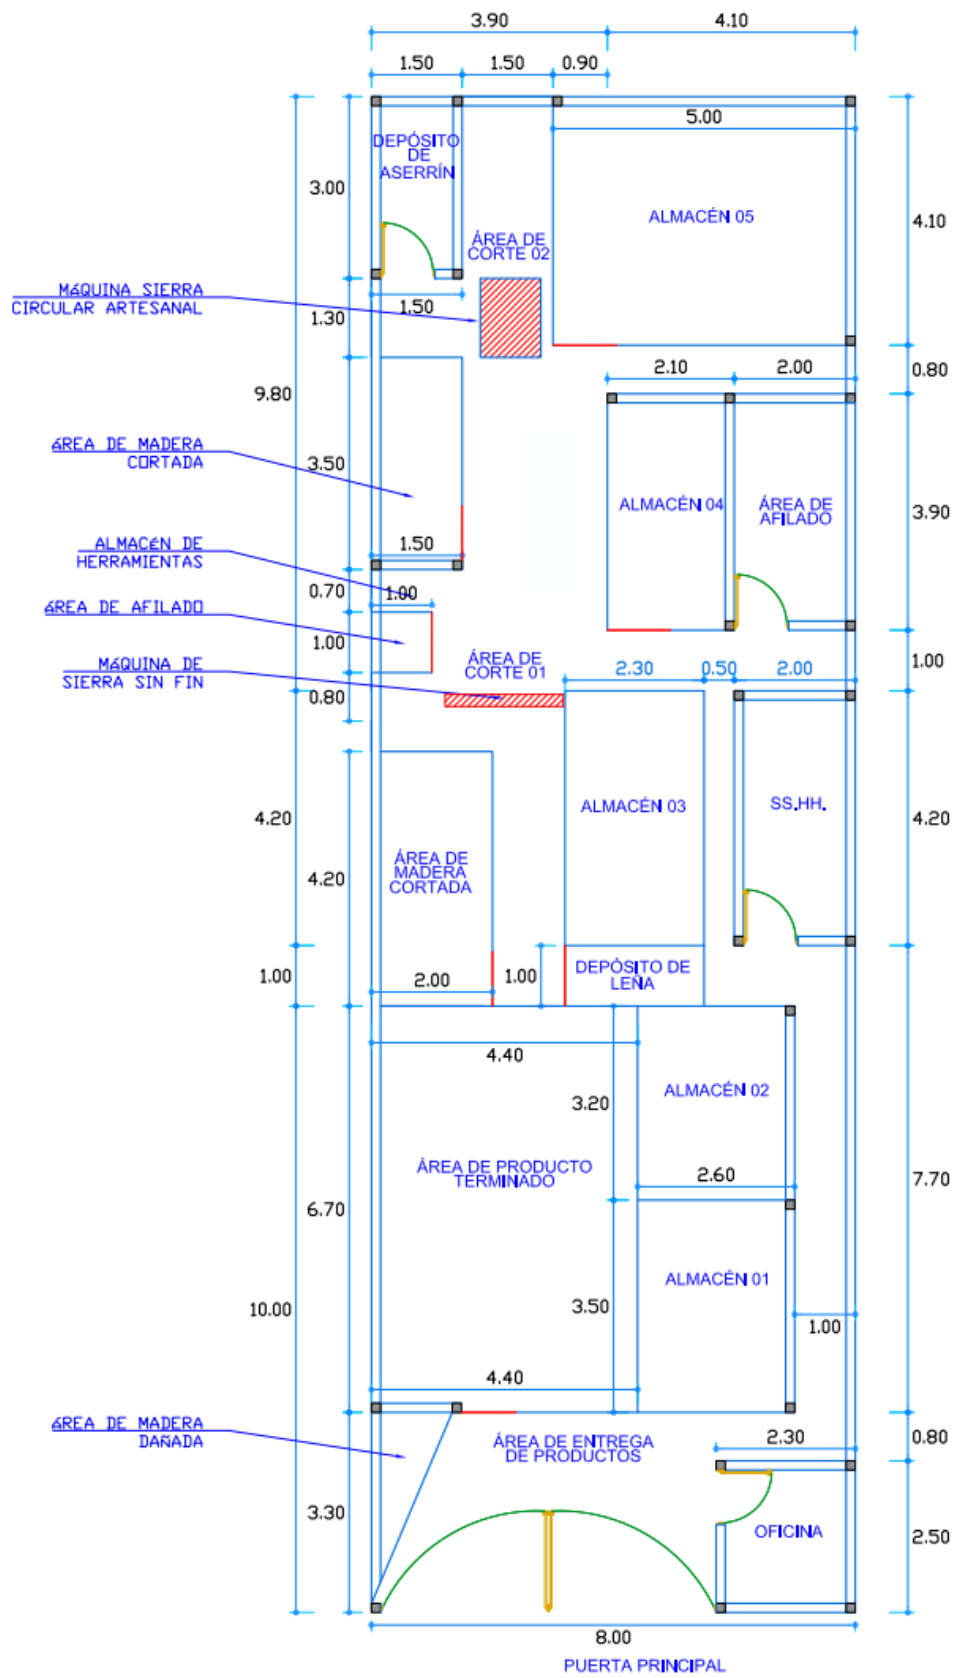 3.90
4.10
1.50
1.50
0.90
5.00
DEPÓSITO
DE
ASERRÍN
3.00
ALMACÉN 05
4.10
ÁREA DE
CORTE 02
MáQUINA SIERRA
CIRCULAR ARTESANAL
1.50
1.30
2.10
2.00
0.80
9.80
áREA DE MADERA
CORTADA
3.50
ALMACÉN 04
ÁREA DE
AFILADO
3.90
1.50
ALMACéN DE
HERRAMIENTAS
0.70
1.00
áREA DE AFILADO
1.00
ÁREA DE
CORTE 01
MáQUINA DE
SIERRA SIN FIN
2.30
0.50
2.00
1.00
0.80
4.20
ALMACÉN 03
SS.HH.
4.20
ÁREA DE
MADERA
CORTADA
4.20
1.00
2.00
1.00
DEPÓSITO DE
LEÑA
4.40
3.20
ALMACÉN 02
ÁREA DE PRODUCTO
TERMINADO
2.60
7.70
6.70
ALMACÉN 01
10.00
3.50
1.00
4.40
áREA DE MADERA
DAñADA
ÁREA DE ENTREGA
DE PRODUCTOS
2.30
0.80
3.30
OFICINA
2.50
8.00
PUERTA PRINCIPAL